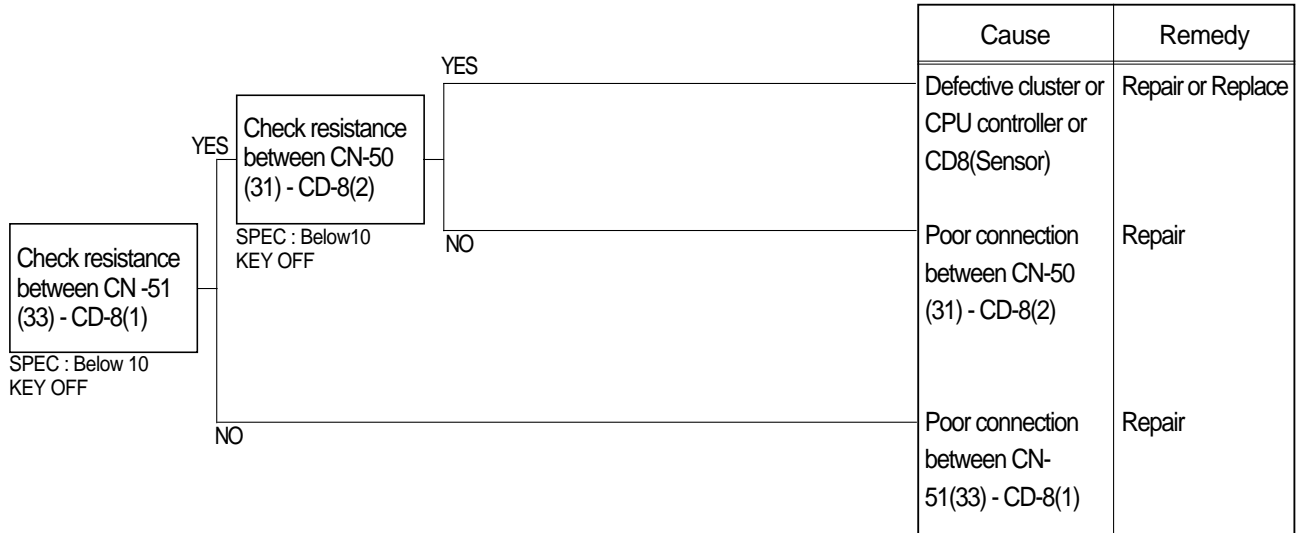 Cause
Remedy
YES
Defective cluster or
CPU controller or
CD8(Sensor)
Repair or Replace
YES
Check resistance
between CN-50
(31) - CD-8(2)
SPEC : Below10
KEY OFF
NO
Poor connection
between CN-50
(31) - CD-8(2)
Repair
Check resistance
between CN -51
(33) - CD-8(1)
SPEC : Below 10
KEY OFF
NO
Poor connection
between CN-
51(33) - CD-8(1)
Repair